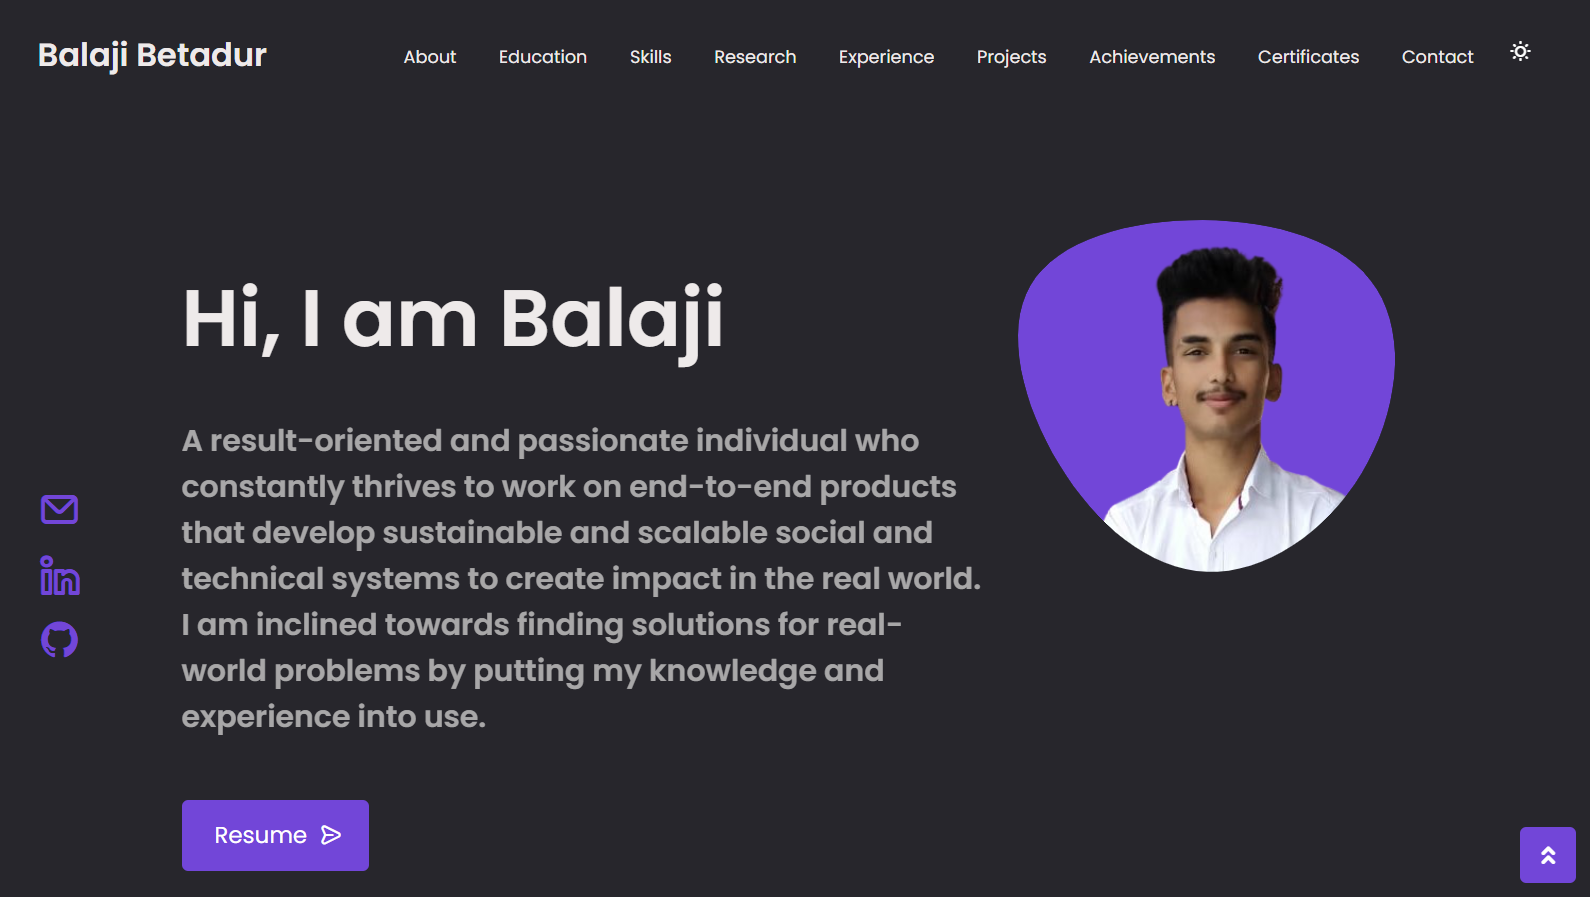 Balaji Betadur
About Education Skills Research Experience Projects Achievements Certificates Contact
Hi, I am Balaji
A result-oriented and passionate individual who
constantly thrives to work on end-to-end products
that develop sustainable and scalable social and
technical systems to create impact in the real world.
I am inclined towards finding solutions for real-
world problems by putting my knowledge and
experience into use.
Resume